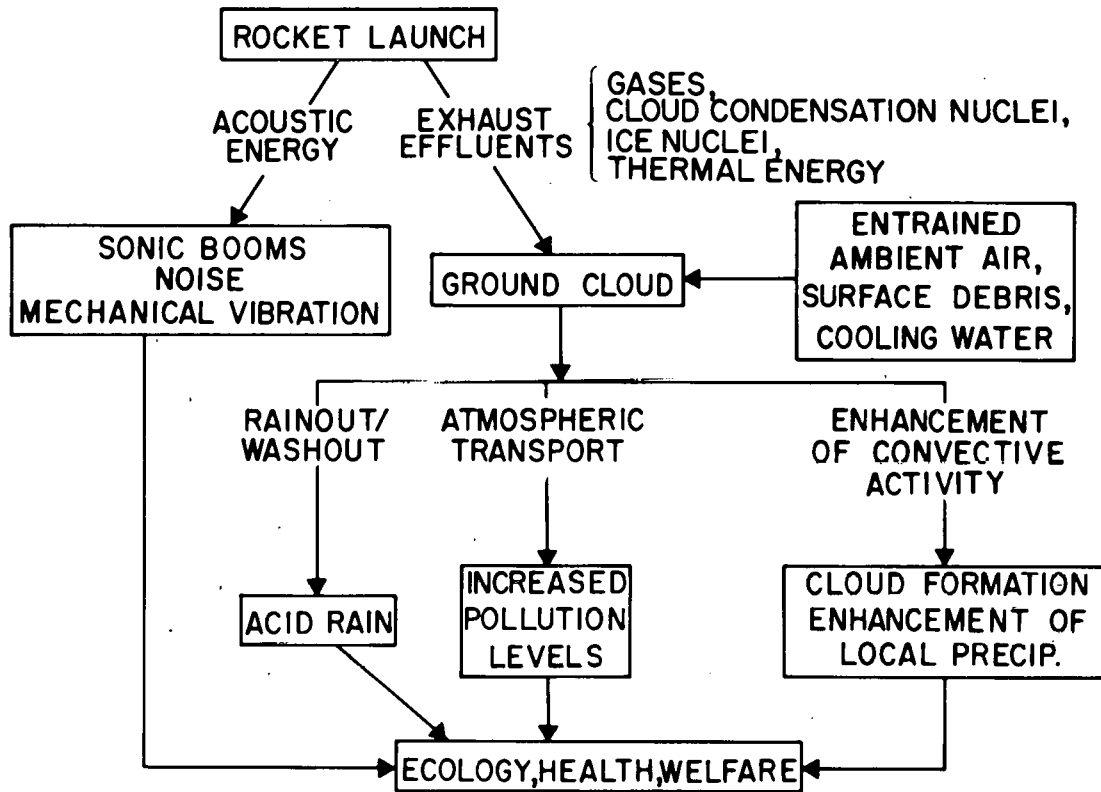 ROCKET LAUNCH
ACOUSTIC
ENERGY
EXHAUST
EFFLUENTS
GASES,
CLOUD CONDENSATION NUCLEI,
ICE NUCLEI,
THERMAL ENERGY
SONIC BOOMS
NOISE
MECHANICAL VIBRATION
GROUND CLOUD
ENTRAINED
AMBIENT AIR,
SURFACE DEBRIS,
COOLING WATER
RAINOUT/
WASHOUT
ATMOSPHERIC
TRANSPORT
ENHANCEMENT
OF CONVECTIVE
ACTIVITY
ACID RAIN
INCREASED
POLLUTION
LEVELS
CLOUD FORMATION
ENHANCEMENT OF
LOCAL PRECIP.
ECOLOGY,HEALTH,WELFARE